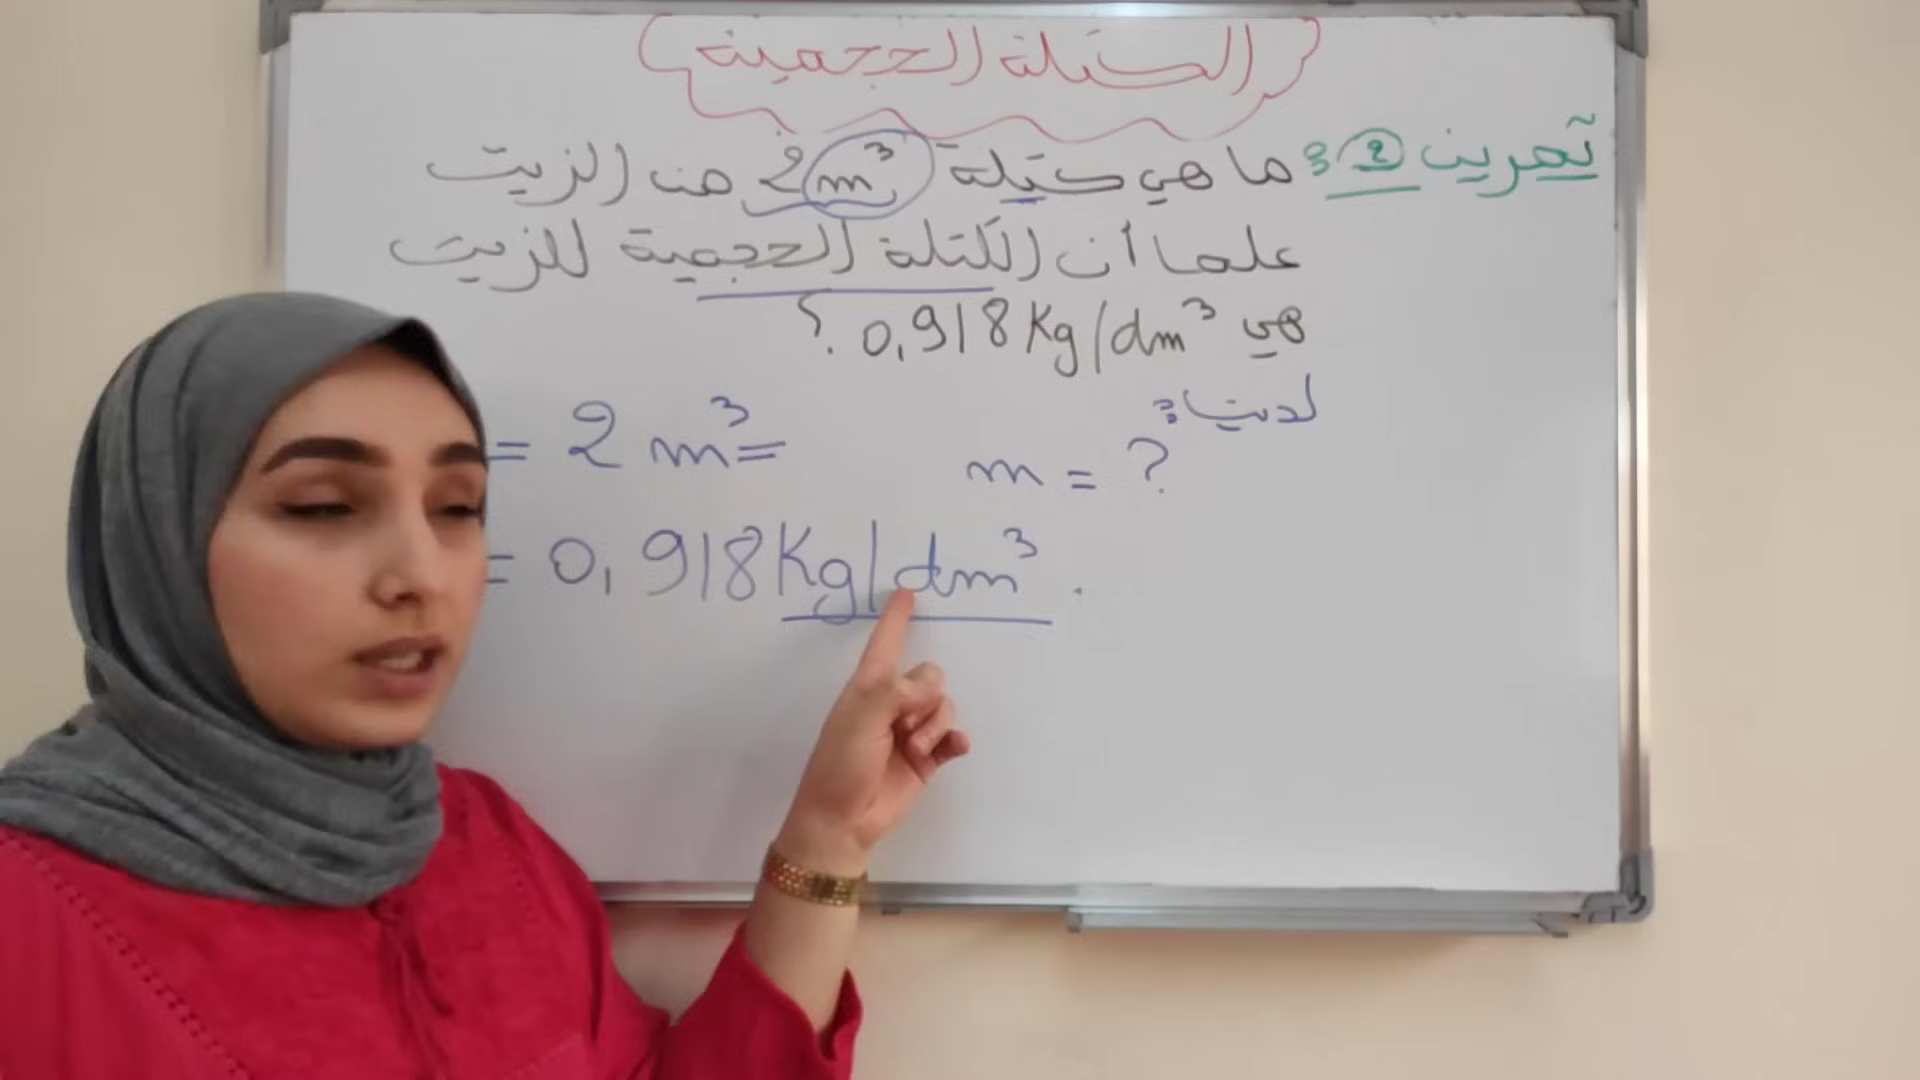 الكتلة الحجمية
تمرين 2: ما هي كتلة 2 m³ من الزيت
علما أن الكتلة الحجمية للزيت
هي 0,918 Kg/dm³ ؟
لدينا:
m = ?
= 2 m³ =
= 0,918 Kg/dm³ .